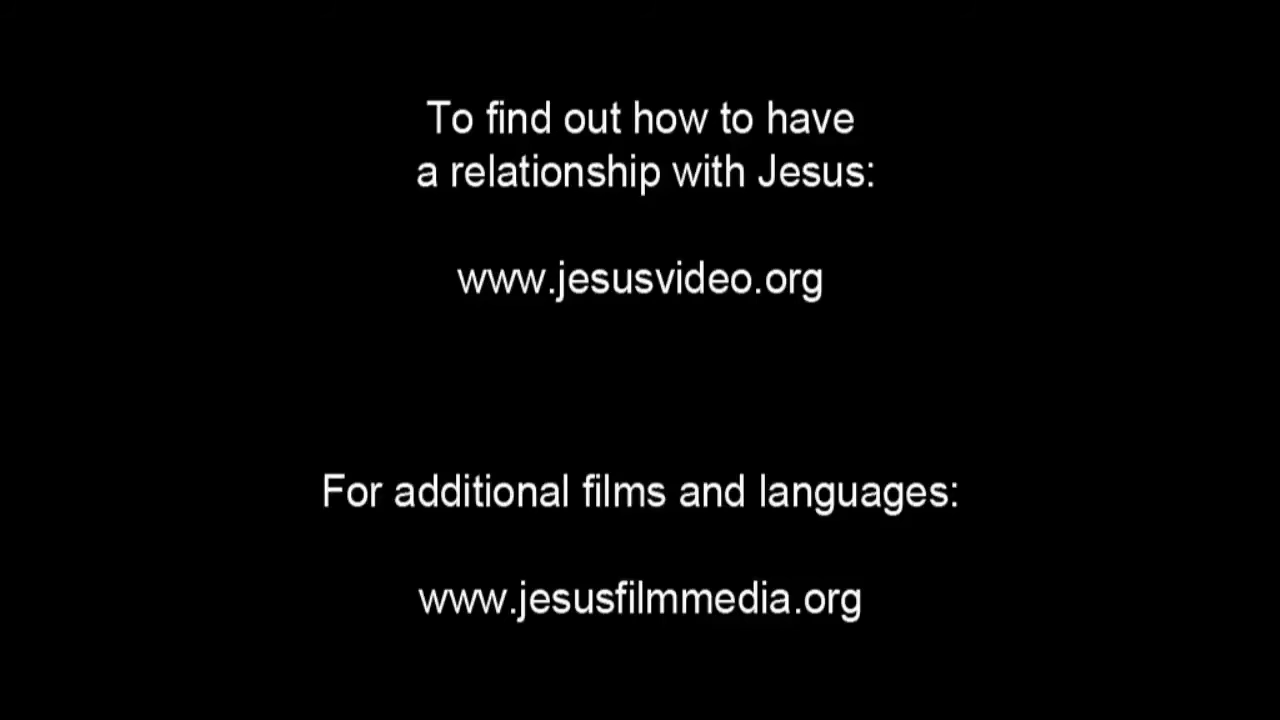 To find out how to have
a relationship with Jesus:
www.jesusvideo.org
For additional films and languages:
www.jesusfilmmedia.org